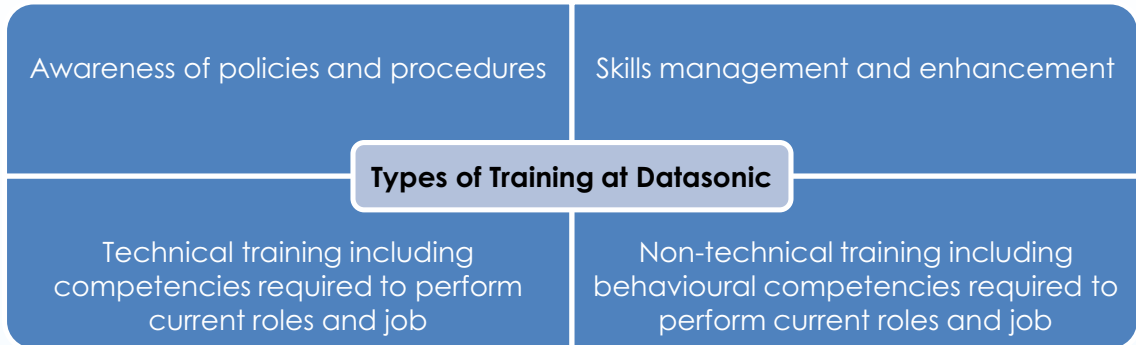 Awareness of policies and procedures
Skills management and enhancement
Types of Training at Datasonic
Technical training including
competencies required to perform
current roles and job
Non-technical training including
behavioural competencies required to
perform current roles and job